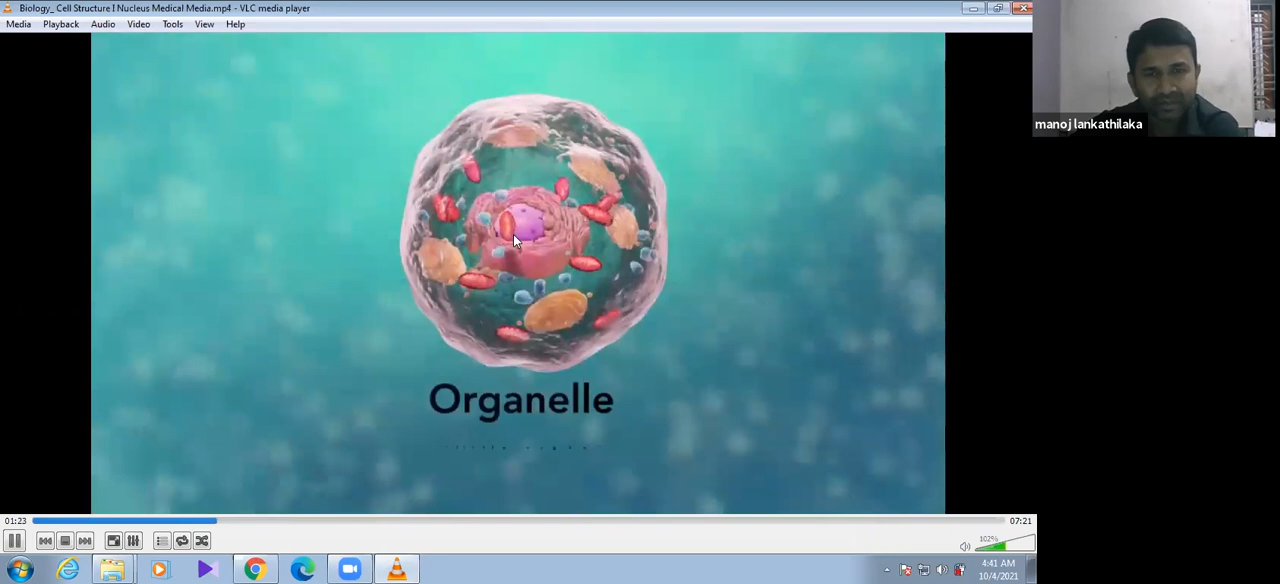 Biology_ Cell Structure I Nucleus Medical Media.mp4 - VLC media player
Media Playback Audio Video Tools View Help
manoj lankathilaka
Organelle
01:23
07:21
102%
4:41 AM
10/4/2021